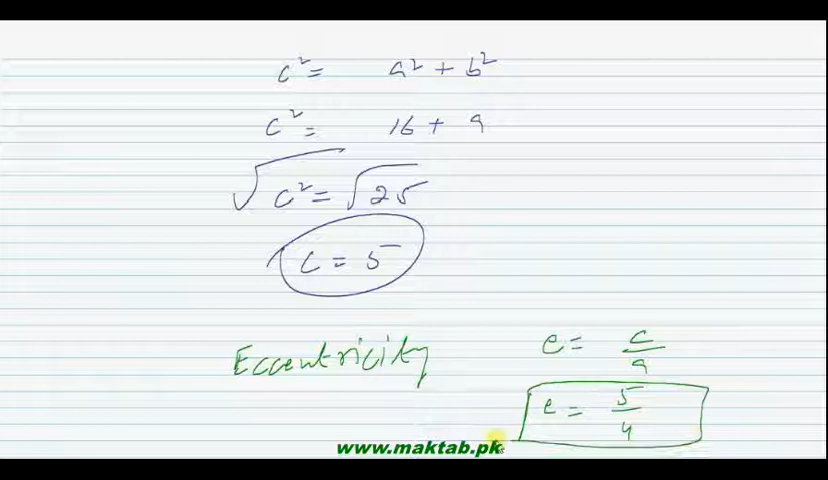 c² = a² + b²
c² = 16 + 9
√c² = √25
c = 5
Eccentricity e = c/a
e = 5/4
www.maktab.pk